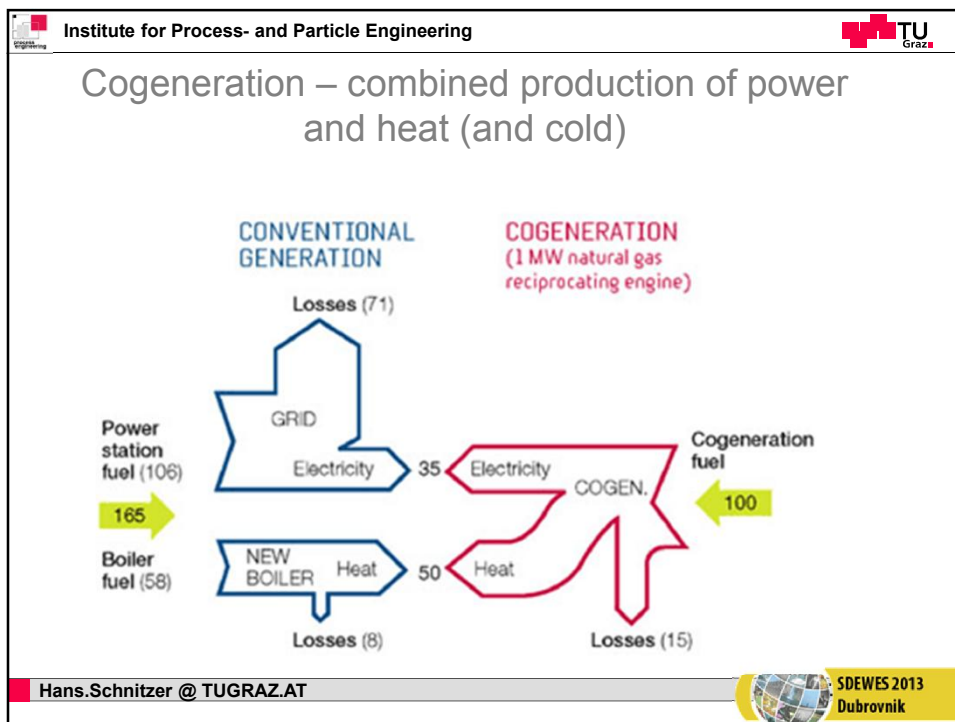 process
engineering
Institute for Process- and Particle Engineering
TU
Graz
Cogeneration – combined production of power
and heat (and cold)
CONVENTIONAL
GENERATION
COGENERATION
(1 MW natural gas
reciprocating engine)
Losses (71)
GRID
Power
station
fuel (106)
Electricity
35
Electricity
COGEN.
Cogeneration
fuel
165
100
Boiler
fuel (58)
NEW
BOILER
Heat
50
Heat
Losses (8)
Losses (15)
Hans.Schnitzer @ TUGRAZ.AT
SDEWES 2013
Dubrovnik